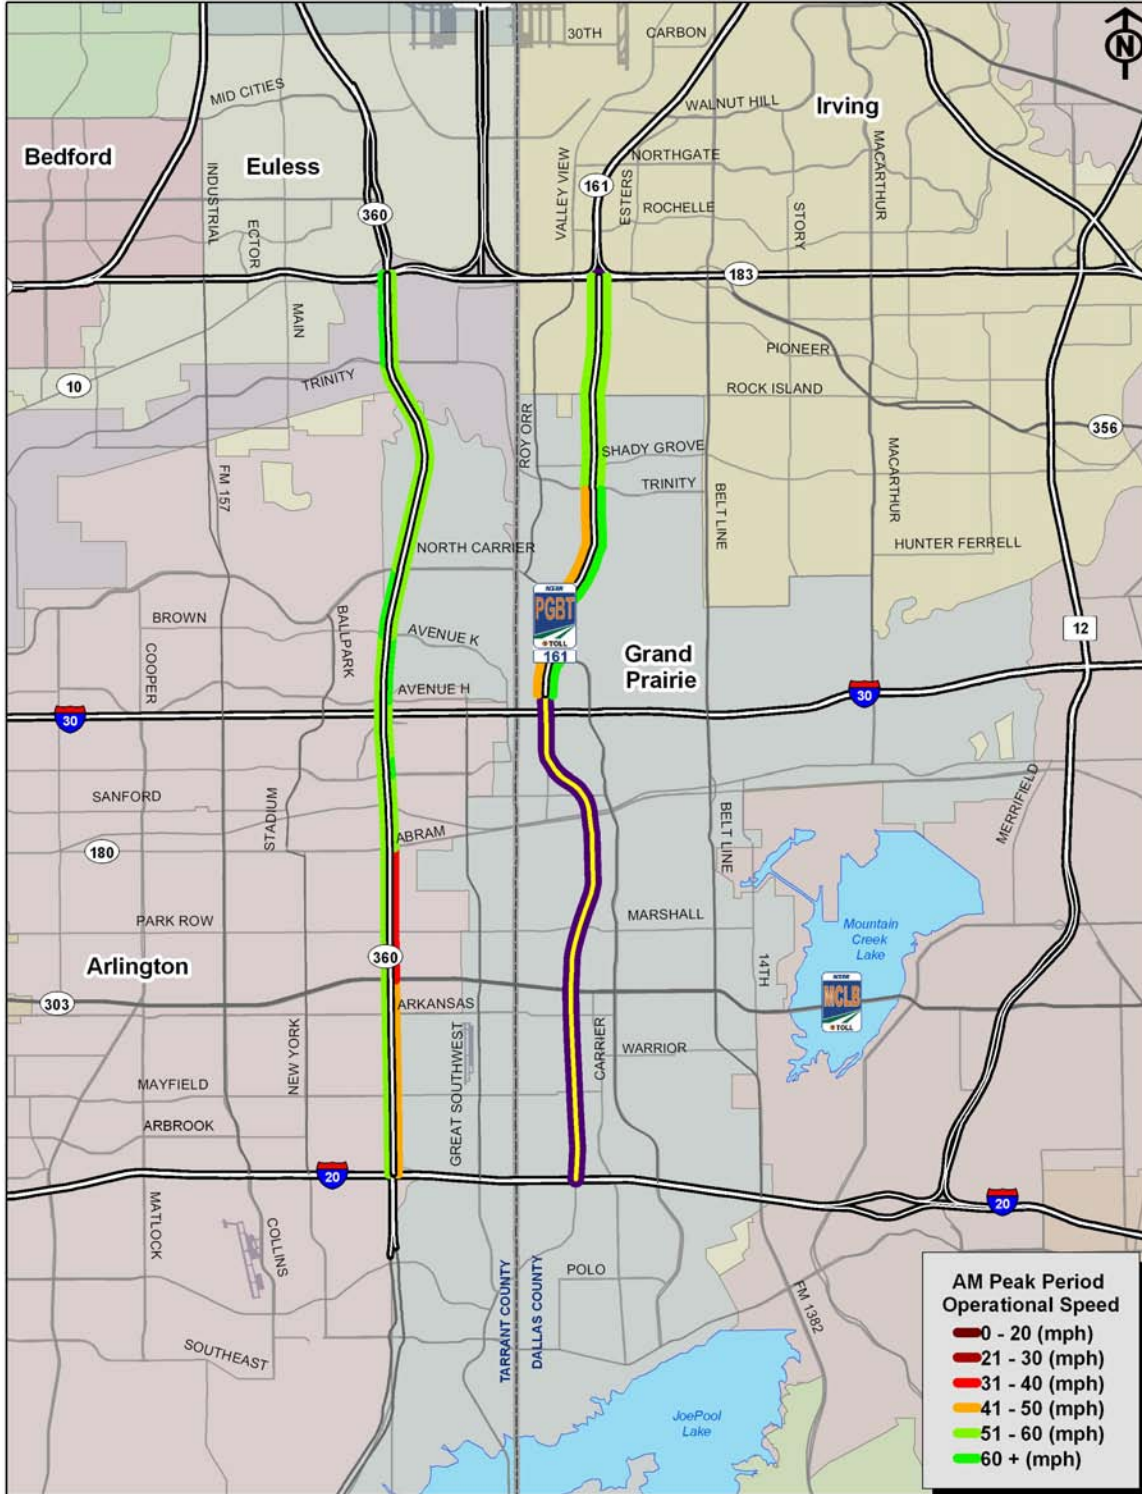 30TH
CARBON
N
MID CITIES
WALNUT HILL
Irving
Bedford
Euless
INDUSTRIAL
ECTOR
VALLEY VIEW
NORTHGATE
MACARTHUR
161
ESTERS
ROCHELLE
STORY
360
183
MAIN
PIONEER
10
TRINITY
ROCK ISLAND
ROY ORR
356
SHADY GROVE
FM 157
TRINITY
BELT LINE
MACARTHUR
NORTH CARRIER
HUNTER FERRELL
BROWN
BALLPARK
AVENUE K
PGBT
TOLL
161
12
COOPER
Grand
Prairie
AVENUE H
30
30
SANFORD
STADIUM
ABRAM
BELT LINE
MERRIFIELD
180
PARK ROW
MARSHALL
Mountain
Creek
Lake
Arlington
360
14TH
303
ARKANSAS
MCLB
TOLL
NEW YORK
GREAT SOUTHWEST
CARRIER
WARRIOR
MAYFIELD
ARBROOK
20
20
MATLOCK
COLLINS
TARRANT COUNTY
DALLAS COUNTY
POLO
FM 1382
SOUTHEAST
JoePool
Lake
AM Peak Period
Operational Speed
0 - 20 (mph)
21 - 30 (mph)
31 - 40 (mph)
41 - 50 (mph)
51 - 60 (mph)
60 + (mph)